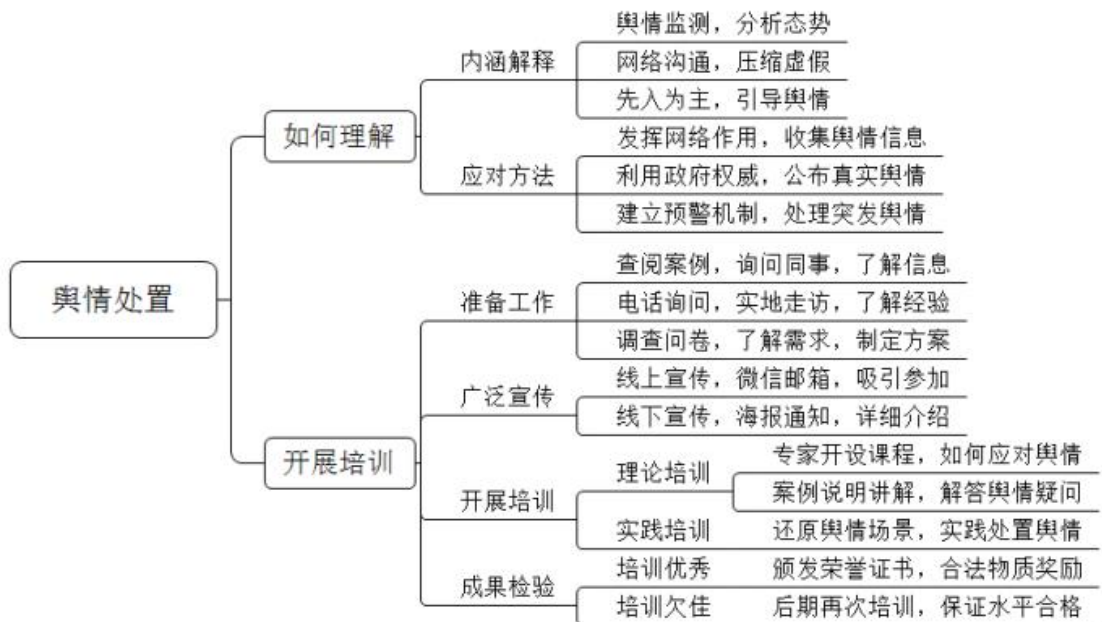 舆情处置
如何理解
内涵解释
舆情监测，分析态势
网络沟通，压缩虚假
先入为主，引导舆情
应对方法
发挥网络作用，收集舆情信息
利用政府权威，公布真实舆情
建立预警机制，处理突发舆情
开展培训
准备工作
查阅案例，询问同事，了解信息
电话询问，实地走访，了解经验
调查问卷，了解需求，制定方案
广泛宣传
线上宣传，微信邮箱，吸引参加
线下宣传，海报通知，详细介绍
开展培训
理论培训
专家开设课程，如何应对舆情
案例说明讲解，解答舆情疑问
实践培训
还原舆情场景，实践处置舆情
成果检验
培训优秀
颁发荣誉证书，合法物质奖励
培训欠佳
后期再次培训，保证水平合格